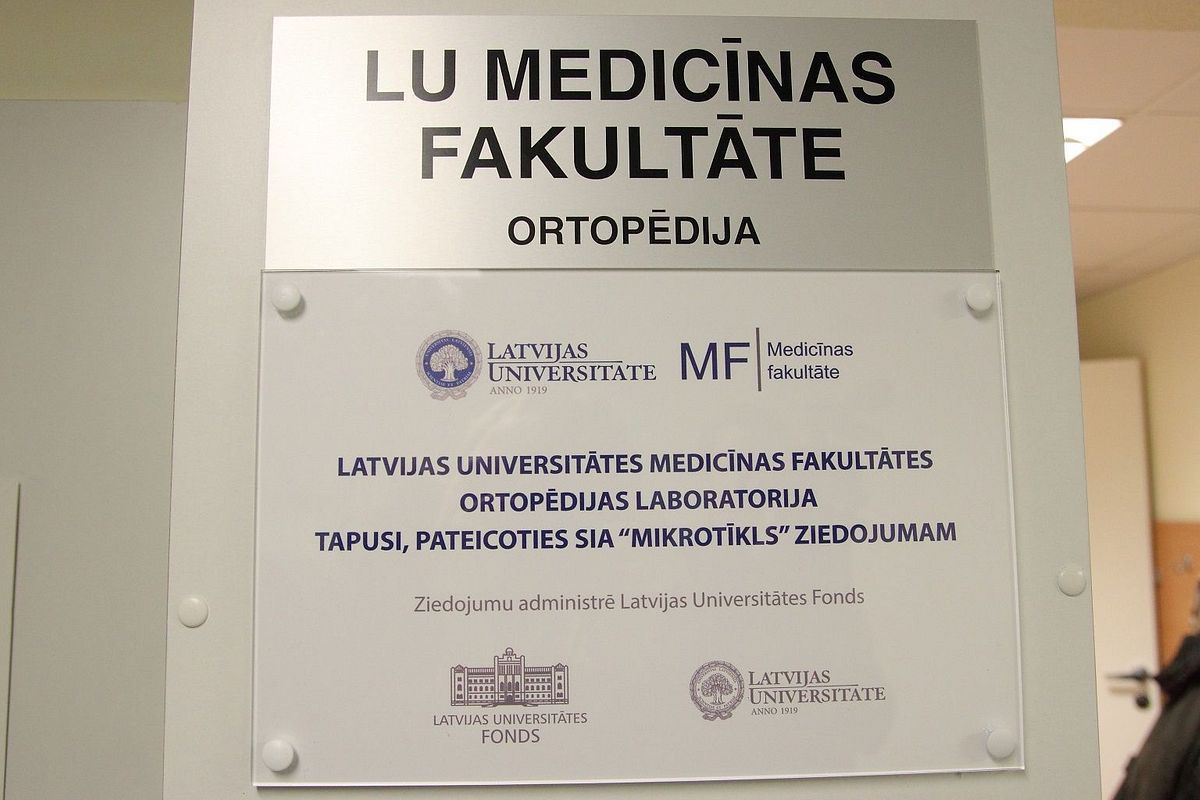 LU MEDICĪNAS
FAKULTĀTE
ORTOPĒDIJA
LATVIJAS
UNIVERSITĀTE
ANNO 1919
MF
Medicīnas
fakultāte
LATVIJAS UNIVERSITĀTES MEDICĪNAS FAKULTĀTES
ORTOPĒDIJAS LABORATORIJA
TAPUSI, PATEICOTIES SIA “MIKROTĪKLS” ZIEDOJUMAM
Ziedojumu administrē Latvijas Universitātes Fonds
LATVIJAS UNIVERSITĀTES
FONDS
LATVIJAS
UNIVERSITĀTE
ANNO 1919